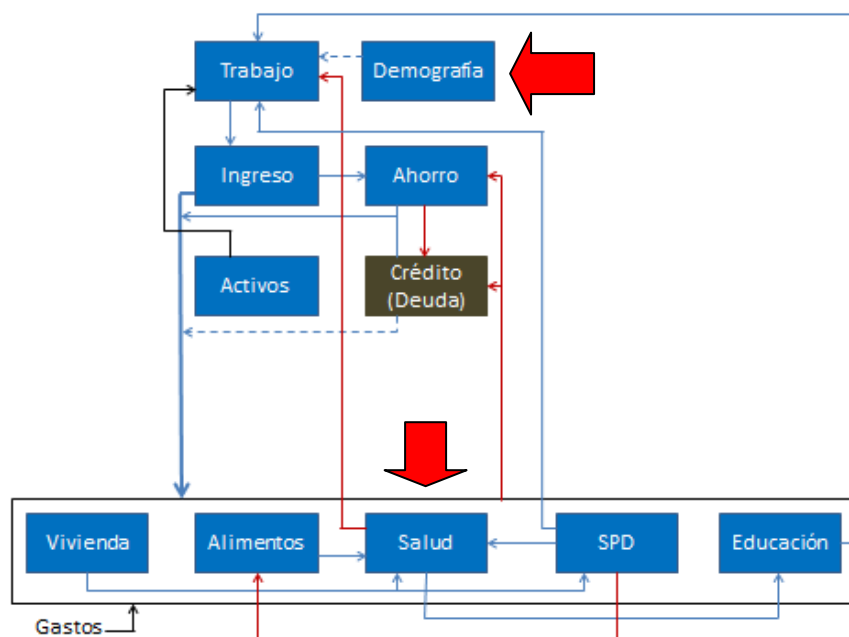 Trabajo
Demografía
Ingreso
Ahorro
Activos
Crédito
(Deuda)
Vivienda
Alimentos
Salud
SPD
Educación
Gastos